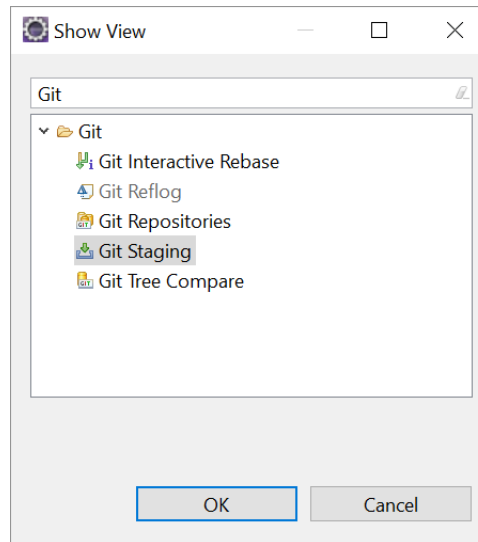 Show View
Git
Git
Git Interactive Rebase
Git Reflog
Git Repositories
Git Staging
Git Tree Compare
OK
Cancel